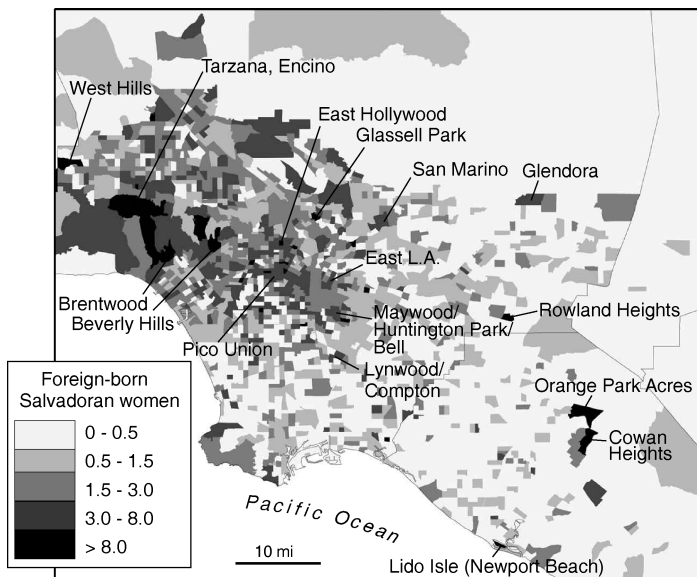 Tarzana, Encino
West Hills
East Hollywood
Glassell Park
San Marino
Glendora
East L.A.
Brentwood
Beverly Hills
Maywood/
Huntington Park/
Bell
Rowland Heights
Pico Union
Lynwood/
Compton
Orange Park Acres
Cowan
Heights
Foreign-born
Salvadoran women
0 - 0.5
0.5 - 1.5
1.5 - 3.0
3.0 - 8.0
> 8.0
Pacific Ocean
10 mi
Lido Isle (Newport Beach)